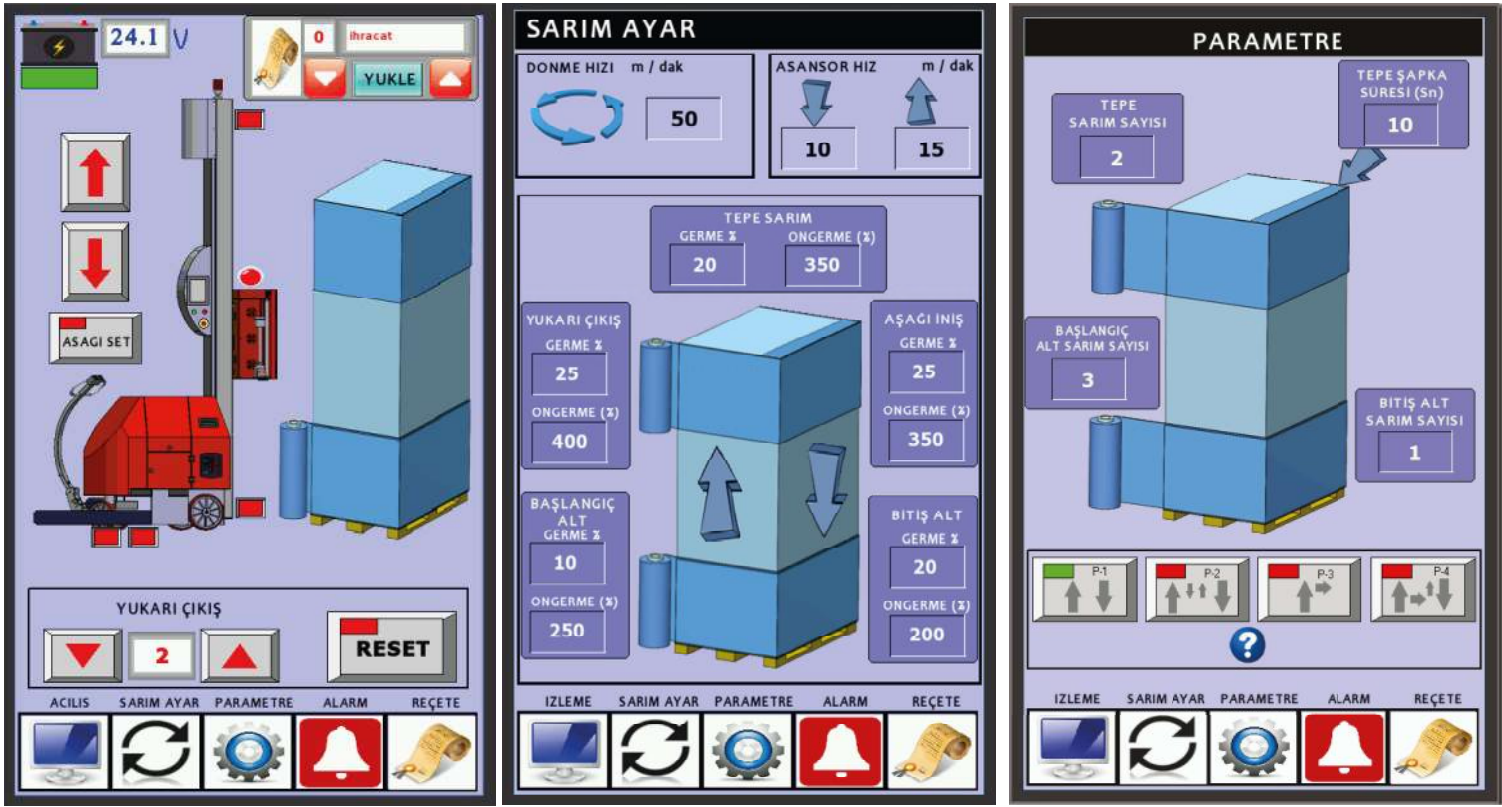 24.1 V
0 ihracat
YUKLE
ASAGI SET
YUKARI ÇIKIŞ
2
RESET
ACILIS SARIM AYAR PARAMETRE ALARM REÇETE
SARIM AYAR
DONME HIZI m / dak
50
ASANSOR HIZ m / dak
10 15
TEPE SARIM
GERME % ONGERME (%)
20 350
YUKARI ÇIKIŞ
GERME %
25
ONGERME (%)
400
AŞAĞI İNİŞ
GERME %
25
ONGERME (%)
350
BAŞLANGIÇ
ALT
GERME %
10
ONGERME (%)
250
BITIŞ ALT
GERME %
20
ONGERME (%)
200
IZLEME SARIM AYAR PARAMETRE ALARM REÇETE
PARAMETRE
TEPE ŞAPKA
SÜRESİ (Sn)
10
TEPE
SARIM SAYISI
2
BAŞLANGIÇ
ALT SARIM SAYISI
3
BITIŞ ALT
SARIM SAYISI
1
P-1 P-2 P-3 P-4
?
IZLEME SARIM AYAR PARAMETRE ALARM REÇETE